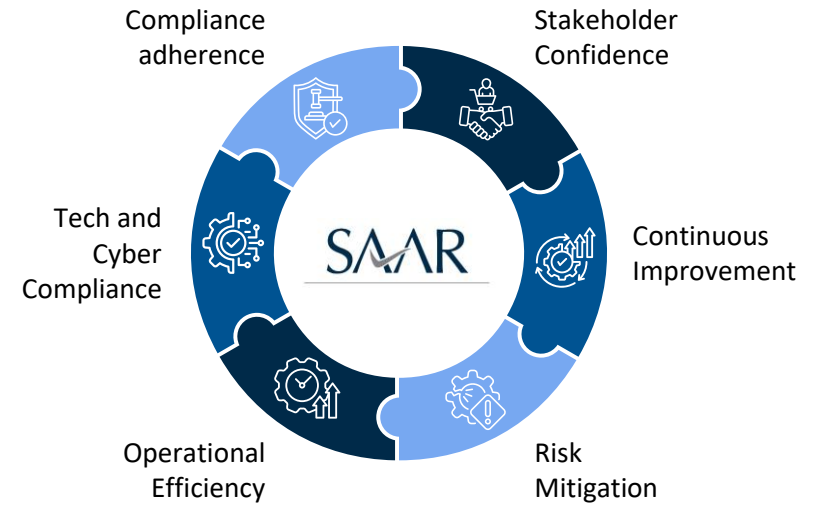 Compliance
adherence
Stakeholder
Confidence
Tech and
Cyber
Compliance
SAAR
Continuous
Improvement
Operational
Efficiency
Risk
Mitigation